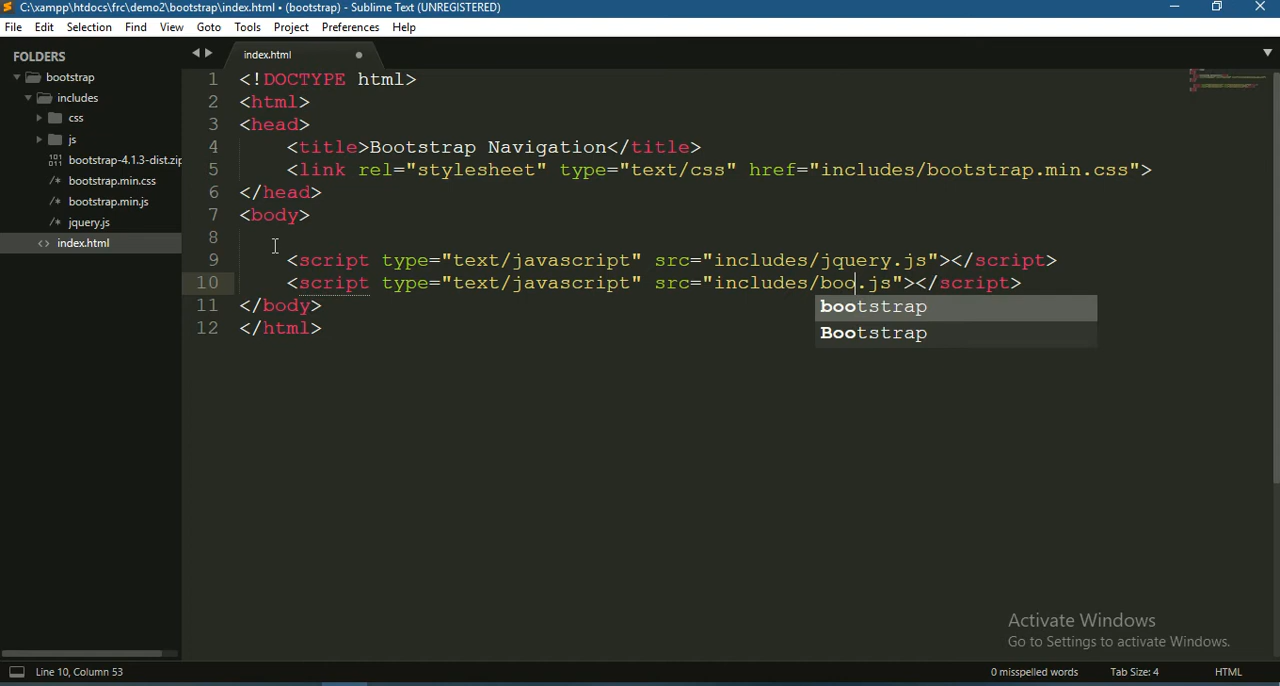 C:\xampp\htdocs\frc\demo2\bootstrap\index.html • (bootstrap) - Sublime Text (UNREGISTERED)
File Edit Selection Find View Goto Tools Project Preferences Help
FOLDERS
bootstrap
includes
css
js
bootstrap-4.1.3-dist.zip
bootstrap.min.css
bootstrap.min.js
jquery.js
index.html
index.html
1 <!DOCTYPE html>
2 <html>
3 <head>
4 <title>Bootstrap Navigation</title>
5 <link rel="stylesheet" type="text/css" href="includes/bootstrap.min.css">
6 </head>
7 <body>
8
9 <script type="text/javascript" src="includes/jquery.js"></script>
10 <script type="text/javascript" src="includes/boo.js"></script>
11 </body>
12 </html>
bootstrap
Bootstrap
Activate Windows
Go to Settings to activate Windows.
Line 10, Column 53
0 misspelled words
Tab Size: 4
HTML